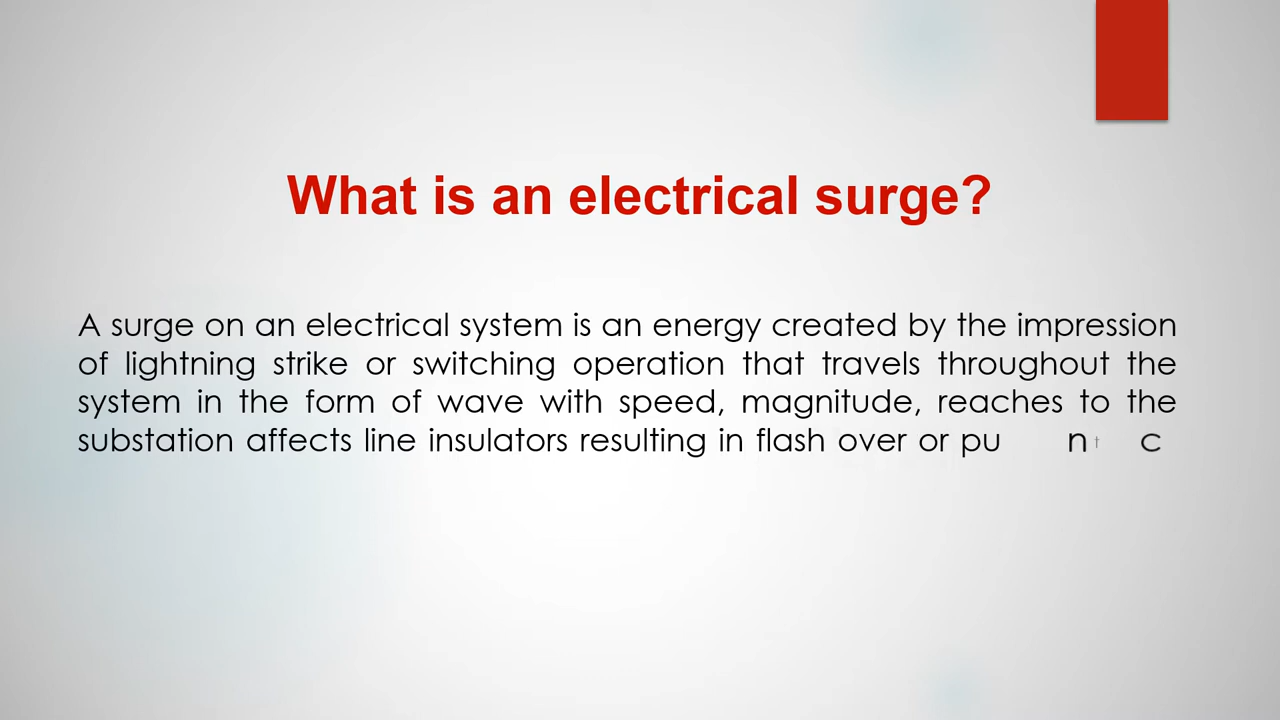 What is an electrical surge?
A surge on an electrical system is an energy created by the impression
of lightning strike or switching operation that travels throughout the
system in the form of wave with speed, magnitude, reaches to the
substation affects line insulators resulting in flash over or pu n t c